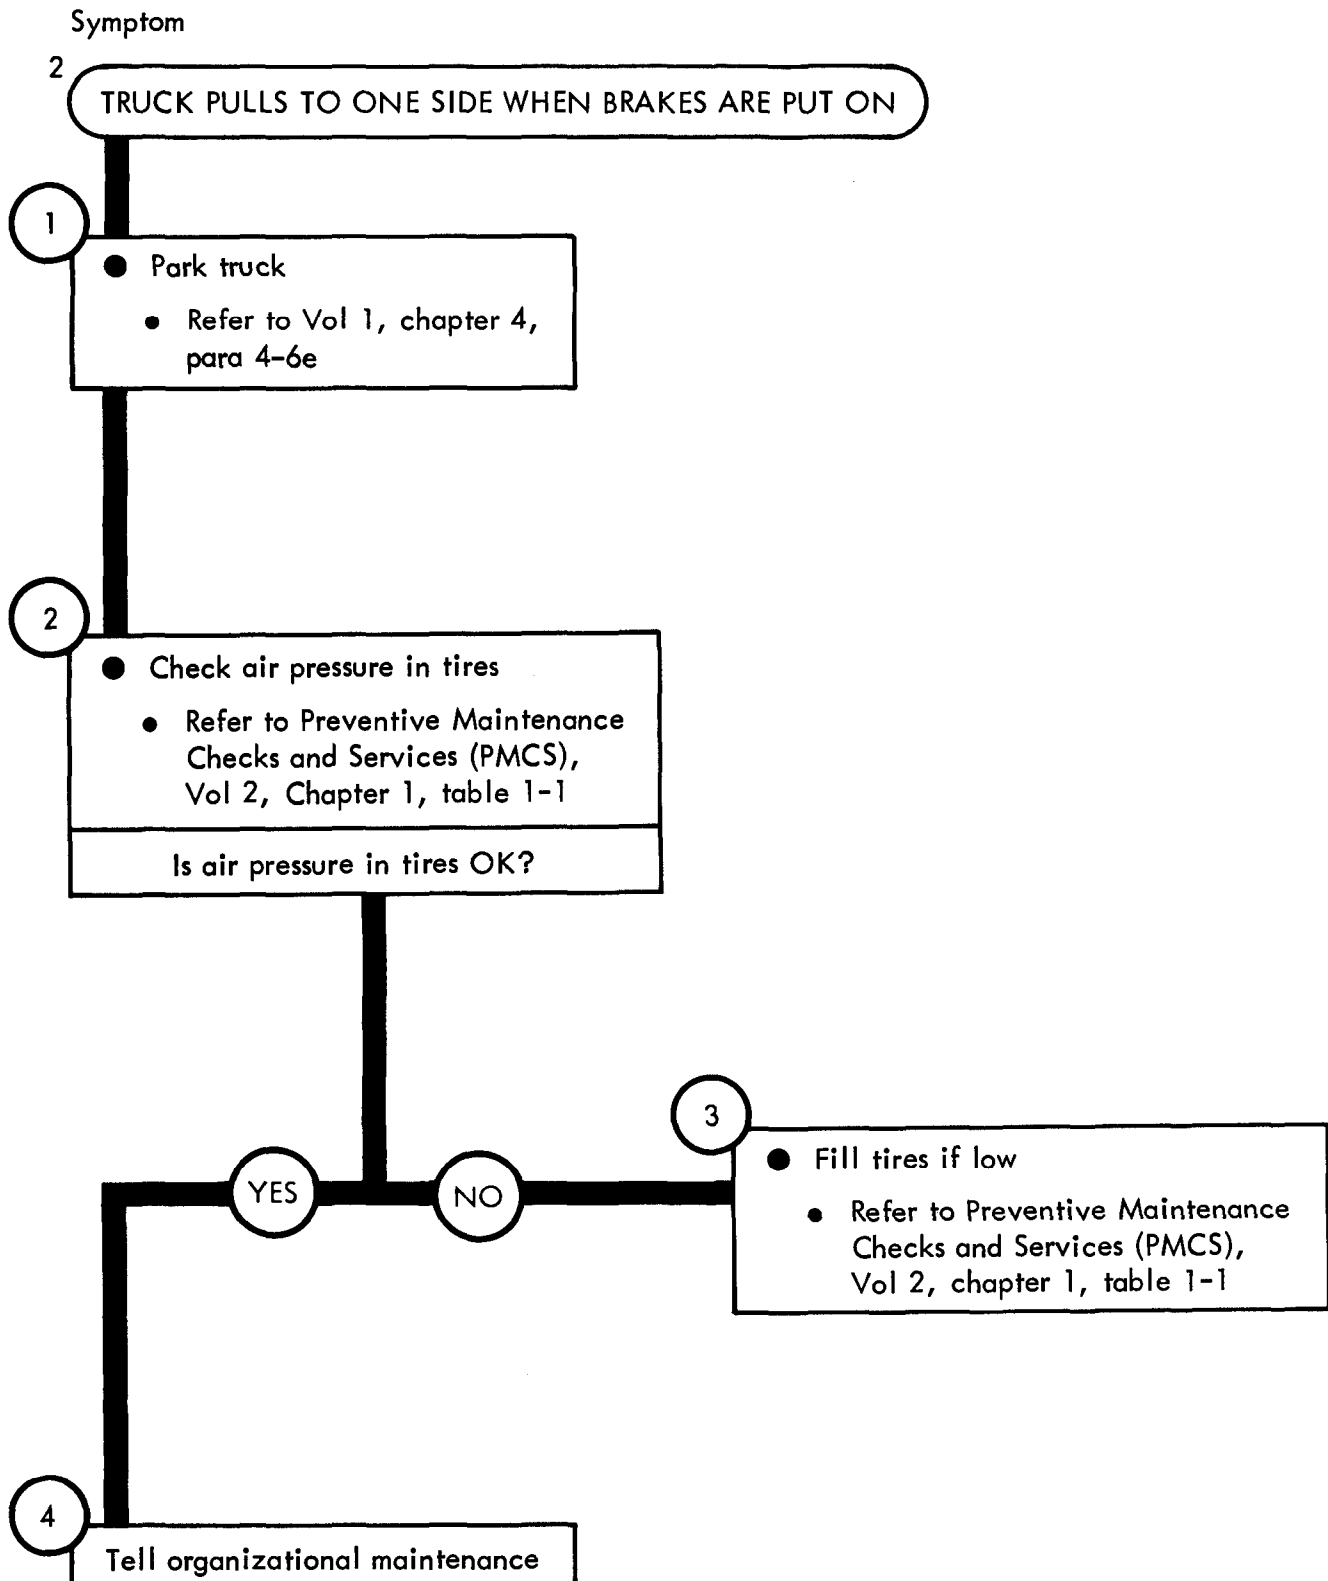 Symptom
2
TRUCK PULLS TO ONE SIDE WHEN BRAKES ARE PUT ON
1
● Park truck
● Refer to Vol 1, chapter 4,
para 4-6e
2
● Check air pressure in tires
● Refer to Preventive Maintenance
Checks and Services (PMCS),
Vol 2, Chapter 1, table 1-1
Is air pressure in tires OK?
YES
NO
3
● Fill tires if low
● Refer to Preventive Maintenance
Checks and Services (PMCS),
Vol 2, chapter 1, table 1-1
4
Tell organizational maintenance